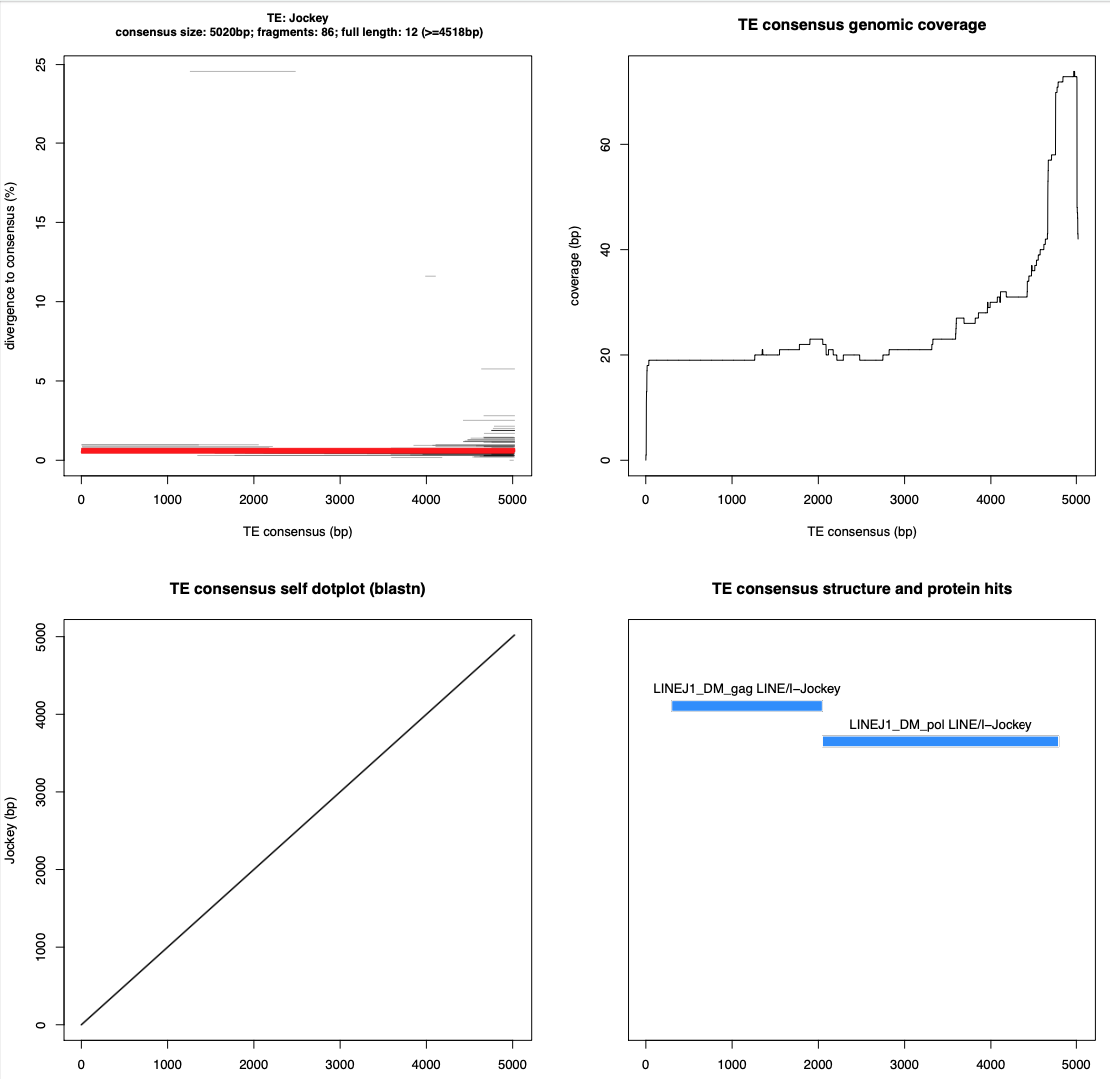 TE: Jockey
consensus size: 5020bp; fragments: 86; full length: 12 (>=4518bp)
divergence to consensus (%)
25
20
15
10
5
0
0 1000 2000 3000 4000 5000
TE consensus (bp)
TE consensus genomic coverage
coverage (bp)
60
40
20
0
0 1000 2000 3000 4000 5000
TE consensus (bp)
TE consensus self dotplot (blastn)
Jockey (bp)
5000
4000
3000
2000
1000
0
0 1000 2000 3000 4000 5000
TE consensus structure and protein hits
LINEJ1_DM_gag LINE/I−Jockey
LINEJ1_DM_pol LINE/I−Jockey
0 1000 2000 3000 4000 5000